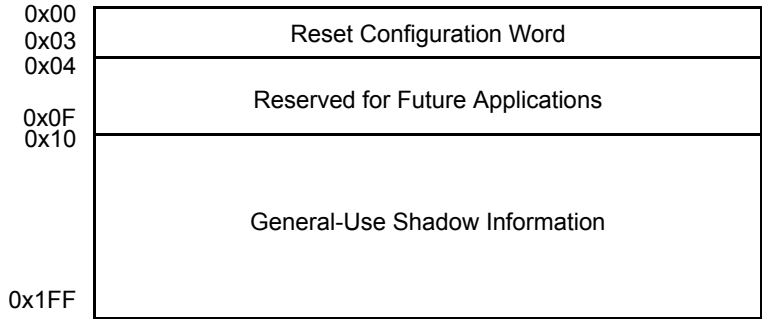 0x00
Reset Configuration Word
0x03
0x04
Reserved for Future Applications
0x0F
0x10
General-Use Shadow Information
0x1FF